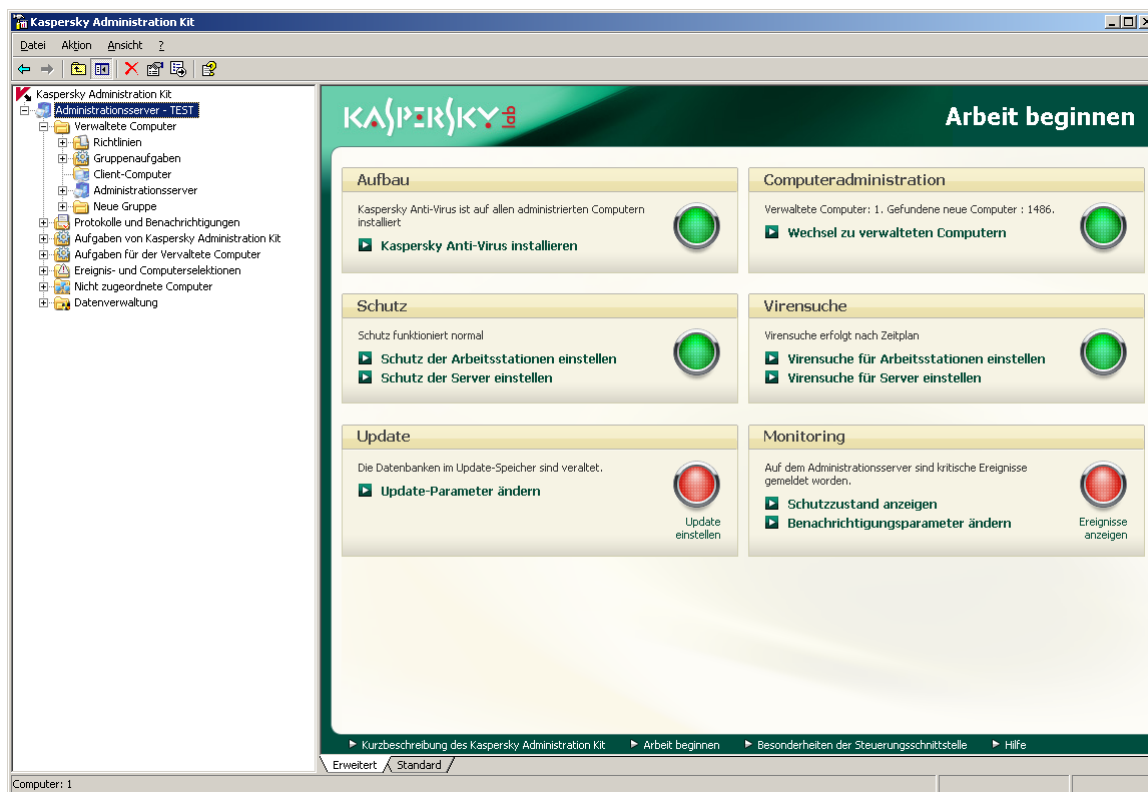 Kaspersky Administration Kit
Datei Aktion Ansicht ?
Kaspersky Administration Kit
Administrationsserver - TEST
Verwaltete Computer
Richtlinien
Gruppenaufgaben
Client-Computer
Administrationsserver
Neue Gruppe
Protokolle und Benachrichtigungen
Aufgaben von Kaspersky Administration Kit
Aufgaben für der Vervaltete Computer
Ereignis- und Computerselektionen
Nicht zugeordnete Computer
Datenverwaltung
KASPERSKY lab
Arbeit beginnen
Aufbau
Kaspersky Anti-Virus ist auf allen administrierten Computern
installiert
Kaspersky Anti-Virus installieren
Computeradministration
Verwaltete Computer: 1. Gefundene neue Computer : 1486.
Wechsel zu verwalteten Computern
Schutz
Schutz funktioniert normal
Schutz der Arbeitsstationen einstellen
Schutz der Server einstellen
Virensuche
Virensuche erfolgt nach Zeitplan
Virensuche für Arbeitsstationen einstellen
Virensuche für Server einstellen
Update
Die Datenbanken im Update-Speicher sind veraltet.
Update-Parameter ändern
Update
einstellen
Monitoring
Auf dem Administrationsserver sind kritische Ereignisse
gemeldet worden.
Schutzzustand anzeigen
Benachrichtigungsparameter ändern
Ereignisse
anzeigen
Kurzbeschreibung des Kaspersky Administration Kit Arbeit beginnen Besonderheiten der Steuerungsschnittstelle Hilfe
Erweitert Standard
Computer: 1